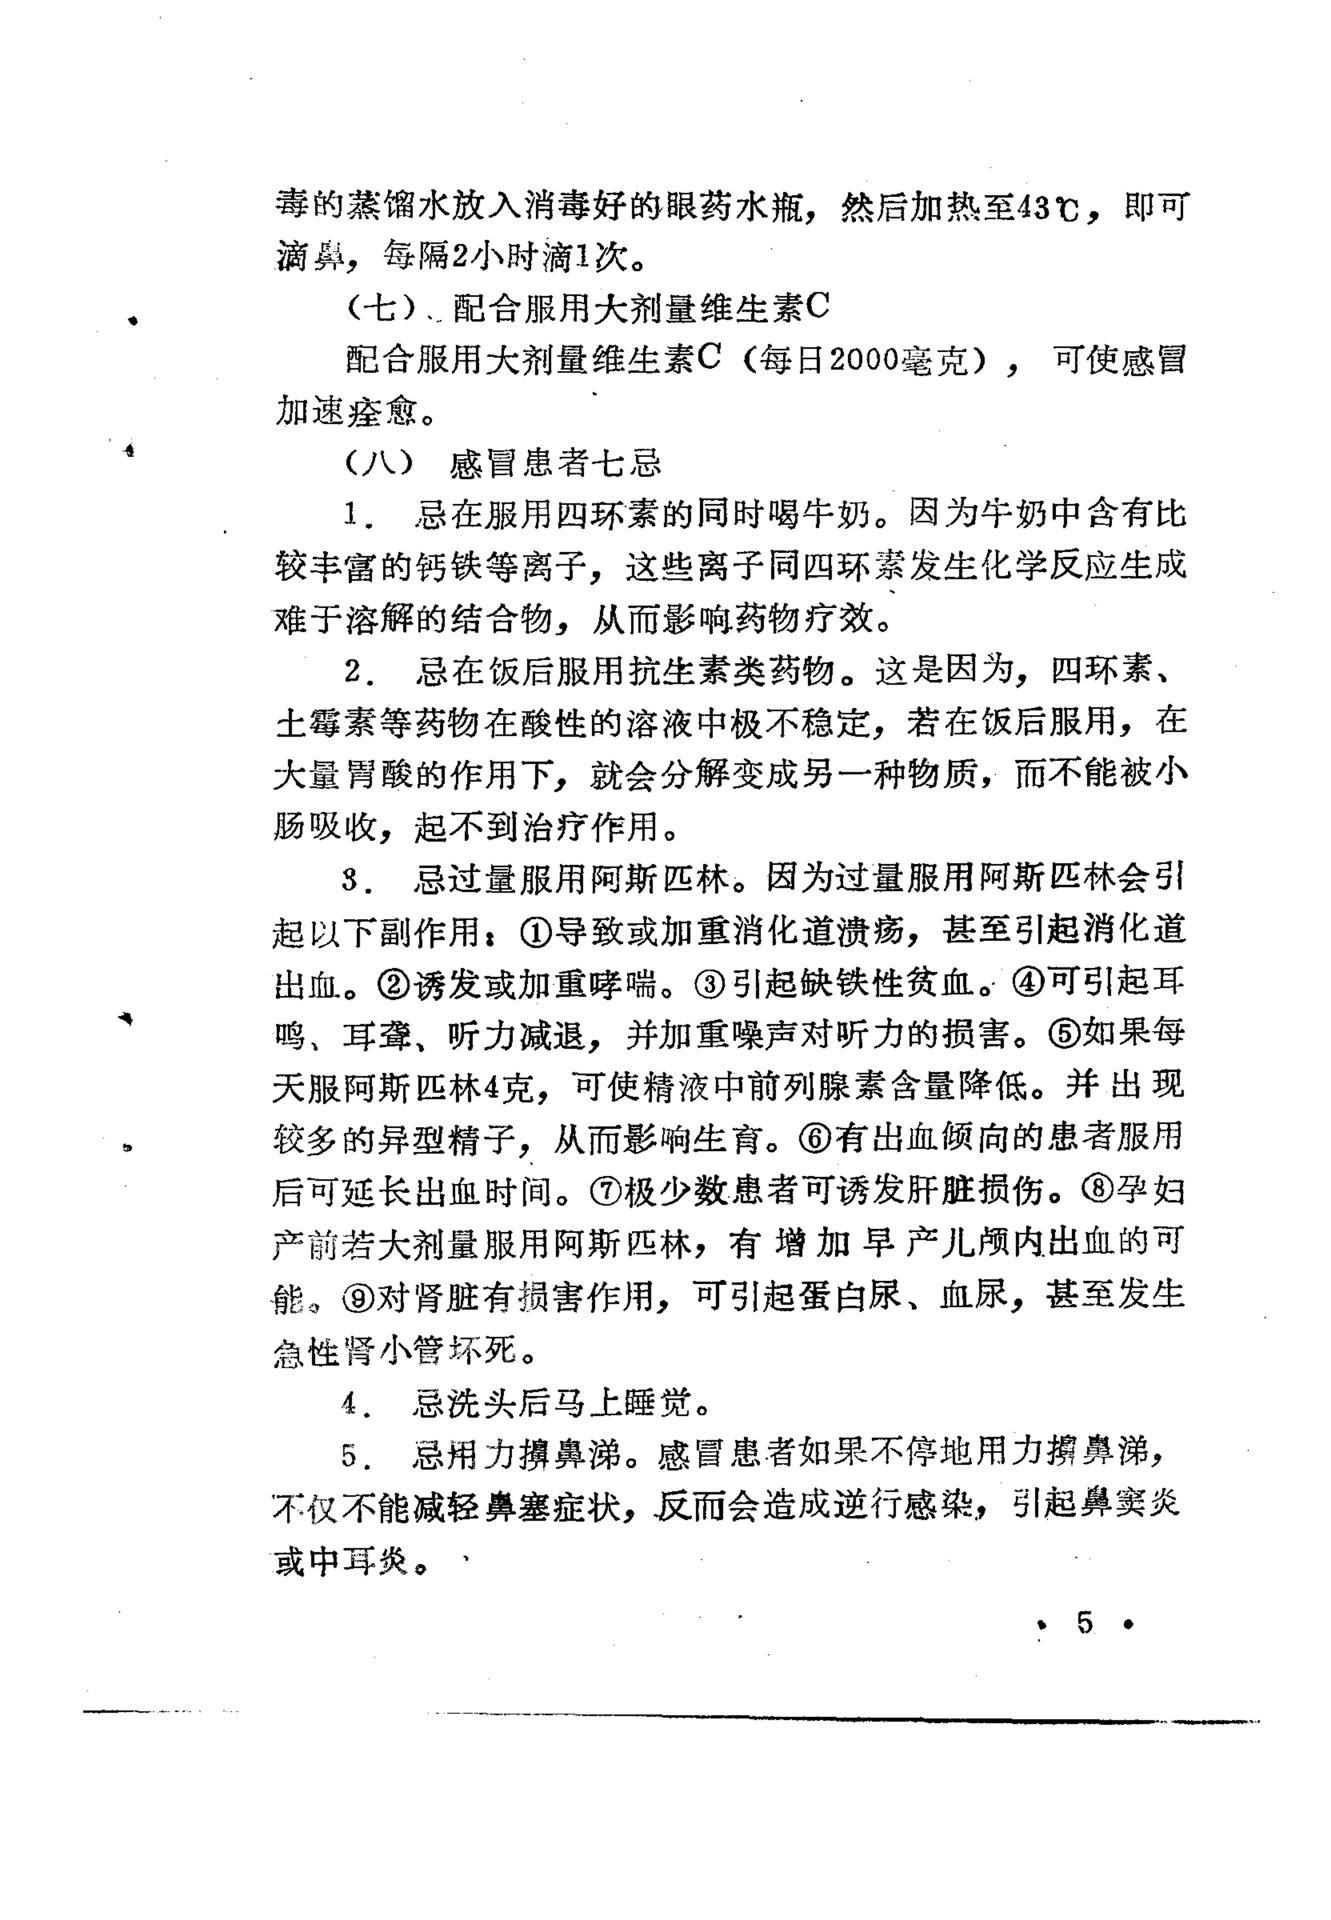 毒的蒸馏水放入消毒好的眼药水瓶，然后加热至43℃，即可
滴鼻，每隔2小时滴1次。
（七）、配合服用大剂量维生素C
配合服用大剂量维生素C（每日2000毫克），可使感冒
加速痊愈。
（八） 感冒患者七忌
1． 忌在服用四环素的同时喝牛奶。因为牛奶中含有比
较丰富的钙铁等离子，这些离子同四环素发生化学反应生成
难于溶解的结合物，从而影响药物疗效。
2． 忌在饭后服用抗生素类药物。这是因为，四环素、
土霉素等药物在酸性的溶液中极不稳定，若在饭后服用，在
大量胃酸的作用下，就会分解变成另一种物质，而不能被小
肠吸收，起不到治疗作用。
3． 忌过量服用阿斯匹林。因为过量服用阿斯匹林会引
起以下副作用：①导致或加重消化道溃疡，甚至引起消化道
出血。②诱发或加重哮喘。③引起缺铁性贫血。④可引起耳
鸣、耳聋、听力减退，并加重噪声对听力的损害。⑤如果每
天服阿斯匹林4克，可使精液中前列腺素含量降低。并出现
较多的异型精子，从而影响生育。⑥有出血倾向的患者服用
后可延长出血时间。⑦极少数患者可诱发肝脏损伤。⑧孕妇
产前若大剂量服用阿斯匹林，有增加早产儿颅内出血的可
能。⑨对肾脏有损害作用，可引起蛋白尿、血尿，甚至发生
急性肾小管坏死。
4． 忌洗头后马上睡觉。
5． 忌用力擤鼻涕。感冒患者如果不停地用力擤鼻涕，
不仅不能减轻鼻塞症状，反而会造成逆行感染，引起鼻窦炎
或中耳炎。
• 5 •